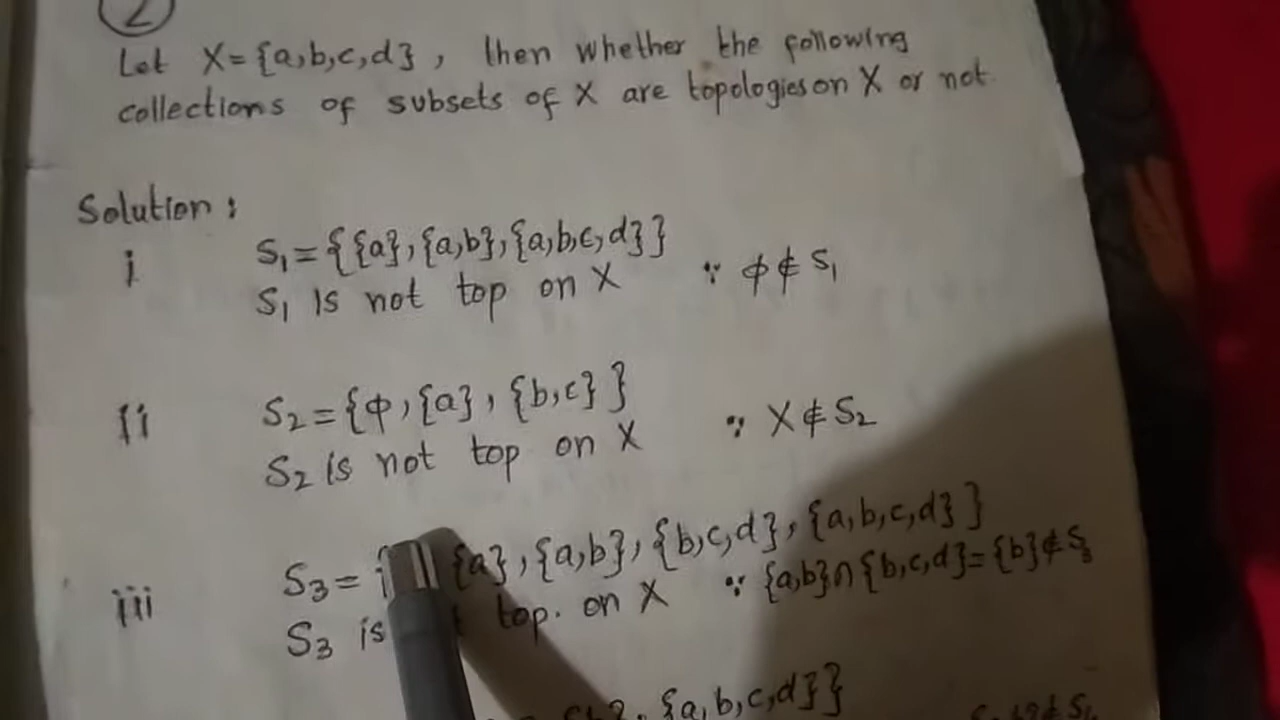 2
Let X={a,b,c,d}, then whether the following
collections of subsets of X are topologies on X or not
Solution:
i S₁={{a},{a,b},{a,b,c,d}}
S₁ is not top on X ∵ φ∉S₁
ii S₂={φ,{a},{b,c}}
S₂ is not top on X ∵ X∉S₂
iii S₃={ {a},{a,b},{b,c,d},{a,b,c,d}}
S₃ is top. on X ∵ {a,b}∩{b,c,d}={b}∉S₃
{a,b,c,d}}